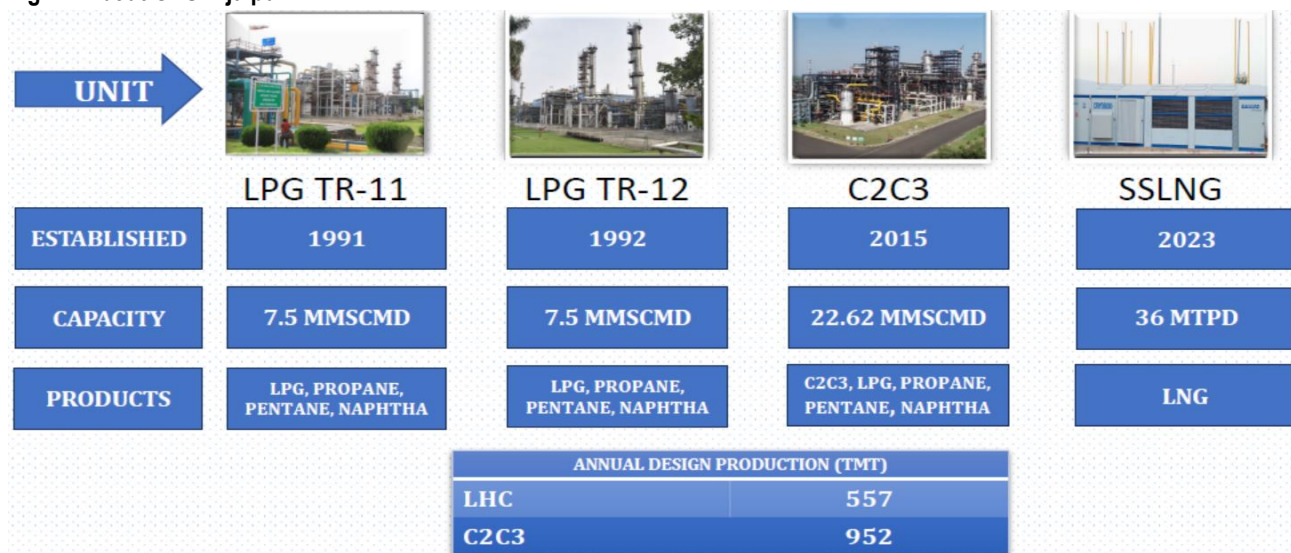 UNIT
LPG TR-11
LPG TR-12
C2C3
SSLNG
ESTABLISHED
1991
1992
2015
2023
CAPACITY
7.5 MMSCMD
7.5 MMSCMD
22.62 MMSCMD
36 MTPD
PRODUCTS
LPG, PROPANE,
PENTANE, NAPHTHA
LPG, PROPANE,
PENTANE, NAPHTHA
C2C3, LPG, PROPANE,
PENTANE, NAPHTHA
LNG
ANNUAL DESIGN PRODUCTION (TMT)
LHC 557
C2C3 952